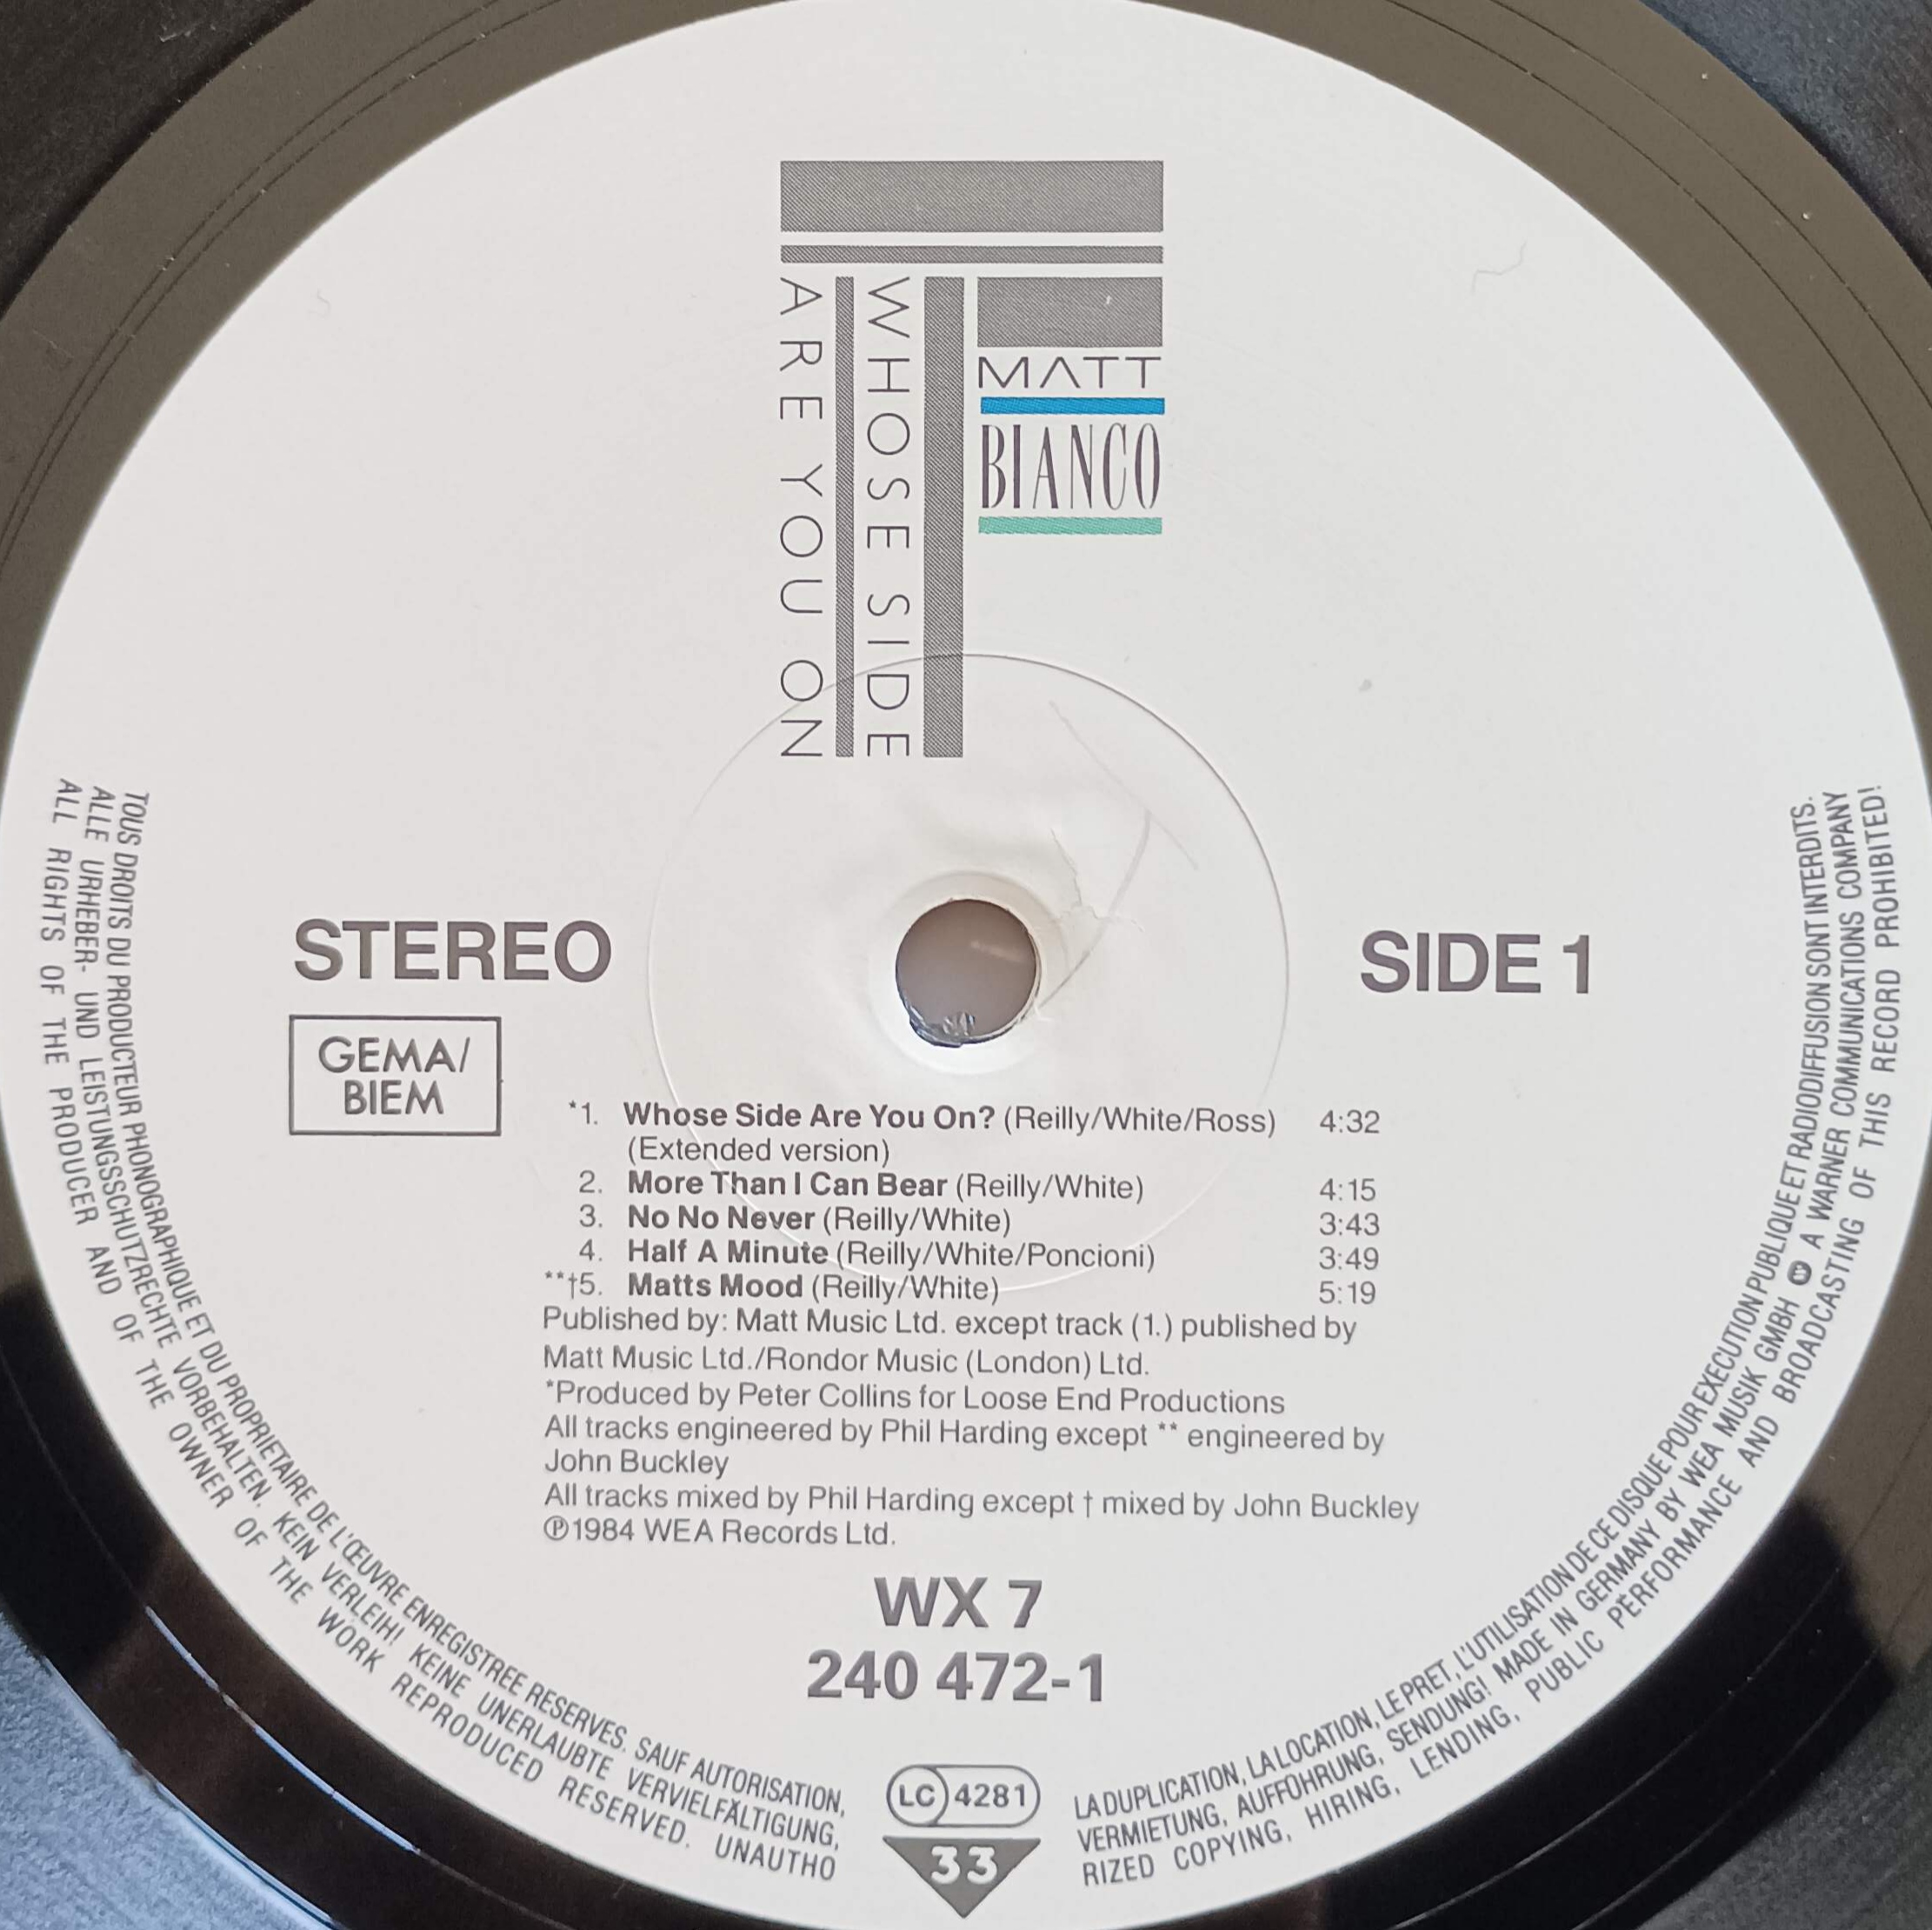 WHOSE SIDE
ARE YOU ON
MATT
BIANCO
STEREO
SIDE 1
GEMA/
BIEM
*1. Whose Side Are You On? (Reilly/White/Ross) 4:32
(Extended version)
2. More Than I Can Bear (Reilly/White) 4:15
3. No No Never (Reilly/White) 3:43
4. Half A Minute (Reilly/White/Poncioni) 3:49
**†5. Matts Mood (Reilly/White) 5:19
Published by: Matt Music Ltd. except track (1.) published by
Matt Music Ltd./Rondor Music (London) Ltd.
*Produced by Peter Collins for Loose End Productions
All tracks engineered by Phil Harding except ** engineered by
John Buckley
All tracks mixed by Phil Harding except † mixed by John Buckley
℗1984 WEA Records Ltd.
WX 7
240 472-1
LC 4281
33
TOUS DROITS DU PRODUCTEUR PHONOGRAPHIQUE ET DU PROPRIETAIRE DE L'ŒUVRE ENREGISTREE RESERVES. SAUF AUTORISATION, LA DUPLICATION, LA LOCATION, LE PRET, L'UTILISATION DE CE DISQUE POUR EXECUTION PUBLIQUE ET RADIODIFFUSION SONT INTERDITS.
ALLE URHEBER- UND LEISTUNGSSCHUTZRECHTE VORBEHALTEN. KEIN VERLEIH! KEINE UNERLAUBTE VERVIELFÄLTIGUNG, VERMIETUNG, AUFFÖHRUNG, SENDUNG! MADE IN GERMANY BY WEA MUSIK GMBH A WARNER COMMUNICATIONS COMPANY
ALL RIGHTS OF THE PRODUCER AND OF THE OWNER OF THE WORK REPRODUCED RESERVED. UNAUTHORIZED COPYING, HIRING, LENDING, PUBLIC PERFORMANCE AND BROADCASTING OF THIS RECORD PROHIBITED!